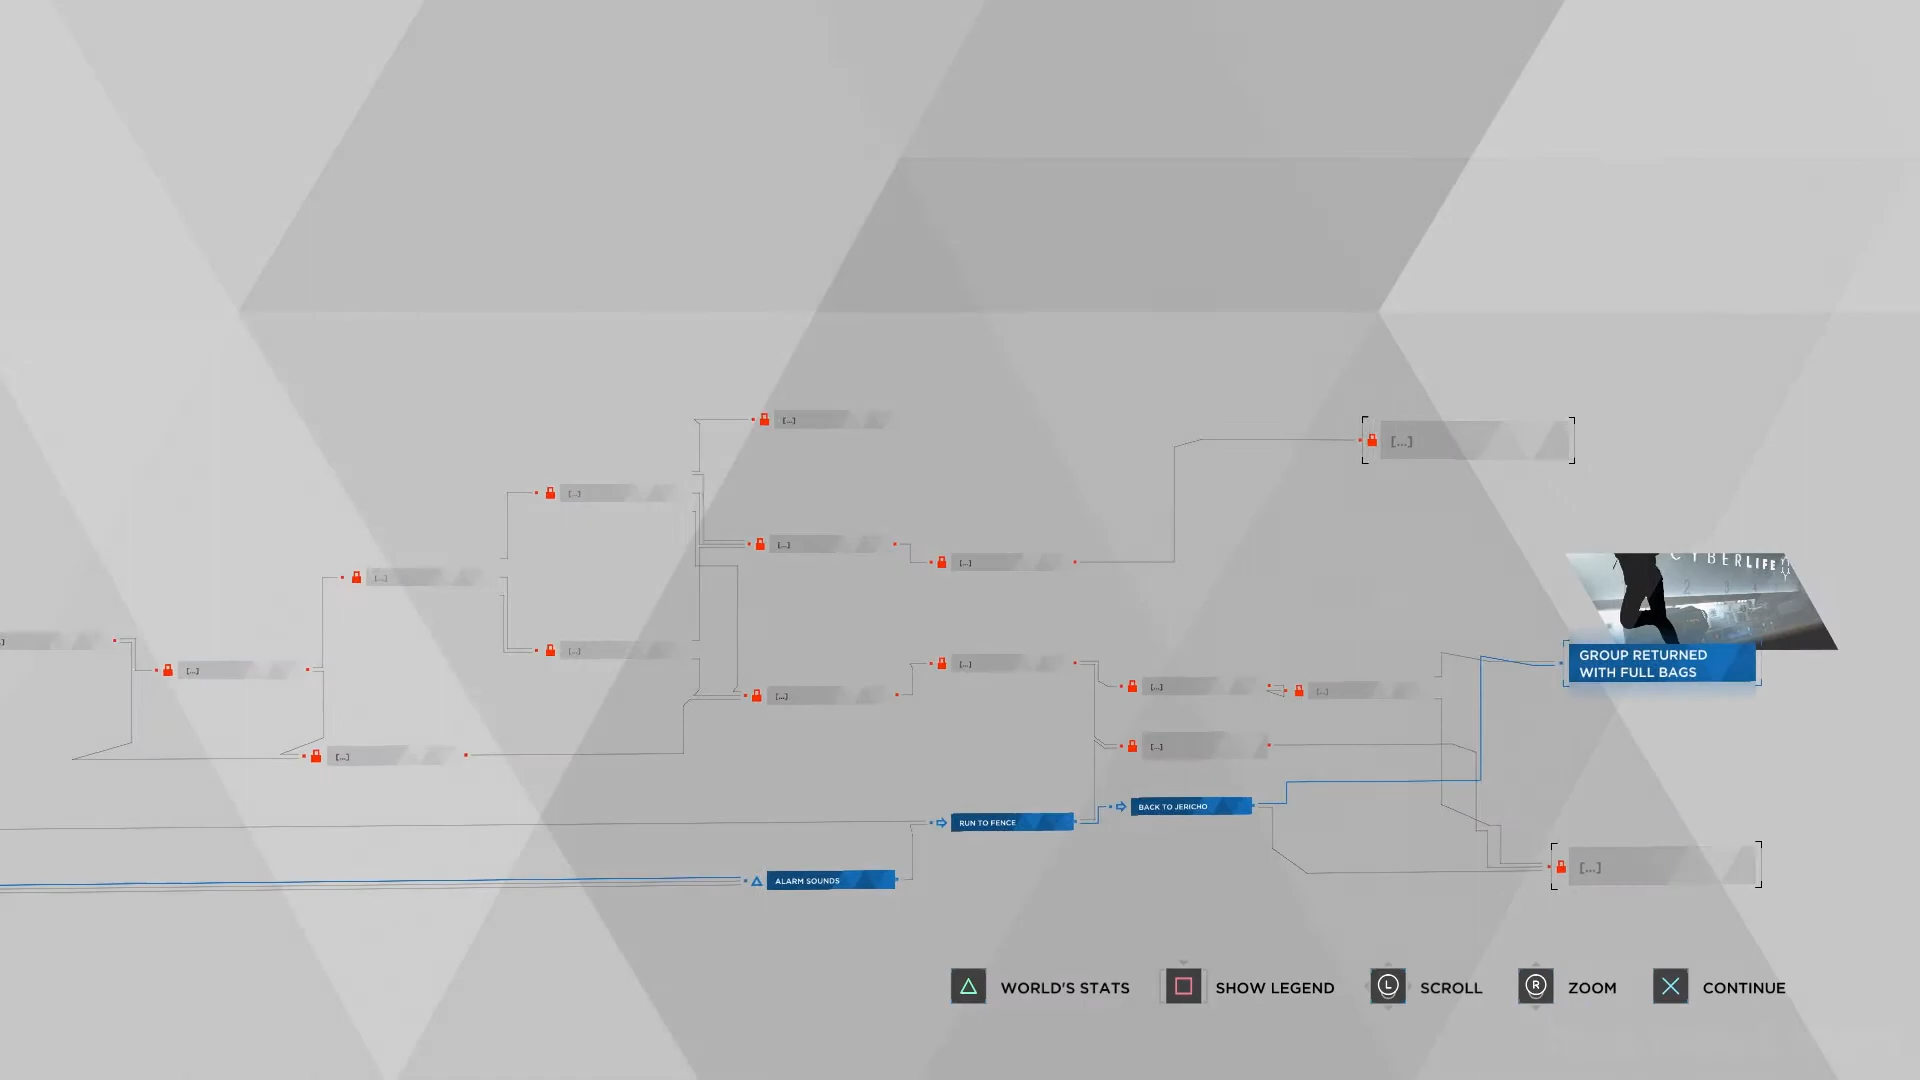 [...]
[...]
[...]
[...]
[...]
[...]
CYBERLIFE
[...]
[...]
[...]
GROUP RETURNED
WITH FULL BAGS
[...]
[...]
[...]
[...]
[...]
BACK TO JERICHO
RUN TO FENCE
[...]
ALARM SOUNDS
WORLD'S STATS
SHOW LEGEND
L
SCROLL
R
ZOOM
CONTINUE